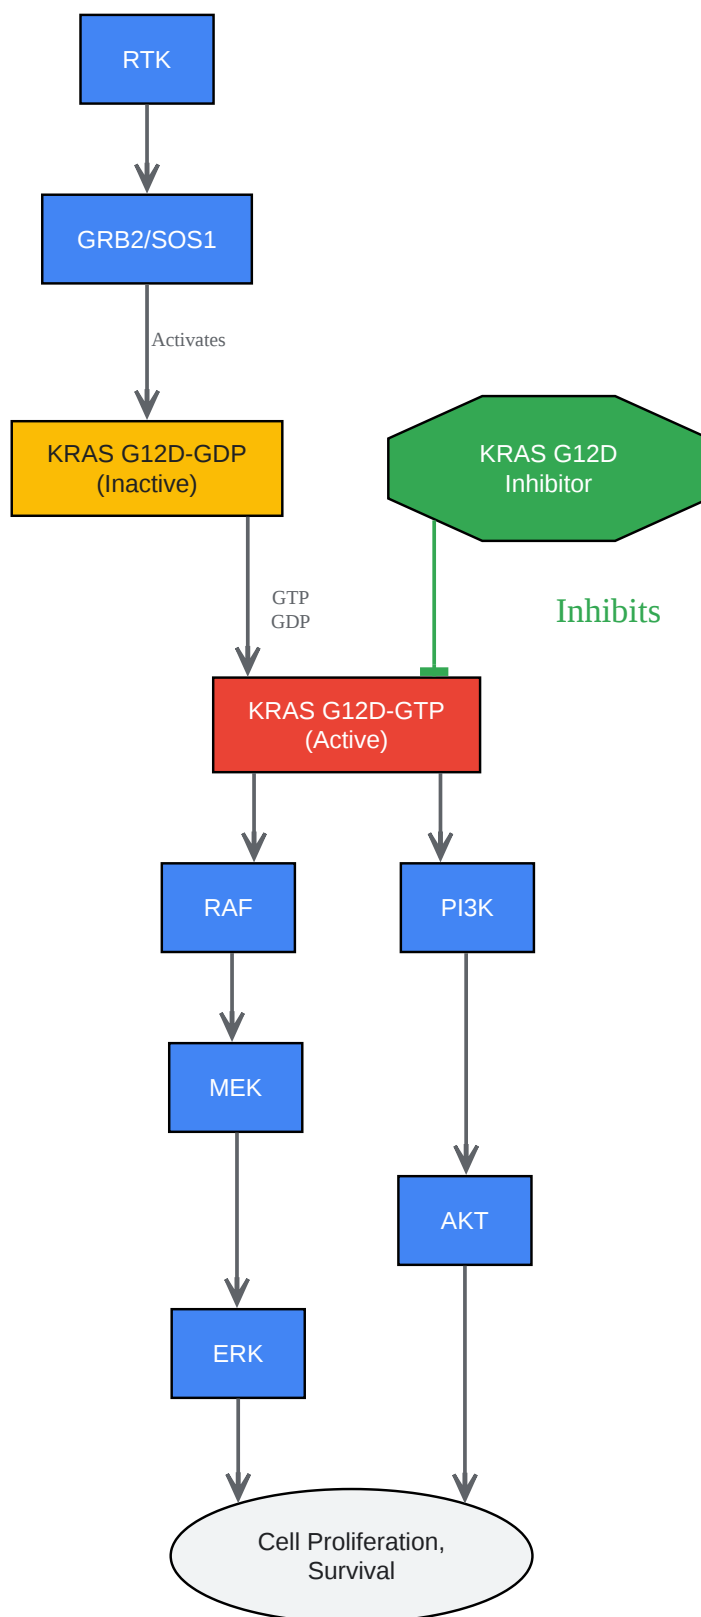 RTK
GRB2/SOS1
Activates
KRAS G12D-GDP
(Inactive)
KRAS G12D
Inhibitor
GTP
GDP
Inhibits
KRAS G12D-GTP
(Active)
RAF
PI3K
MEK
AKT
ERK
Cell Proliferation,
Survival